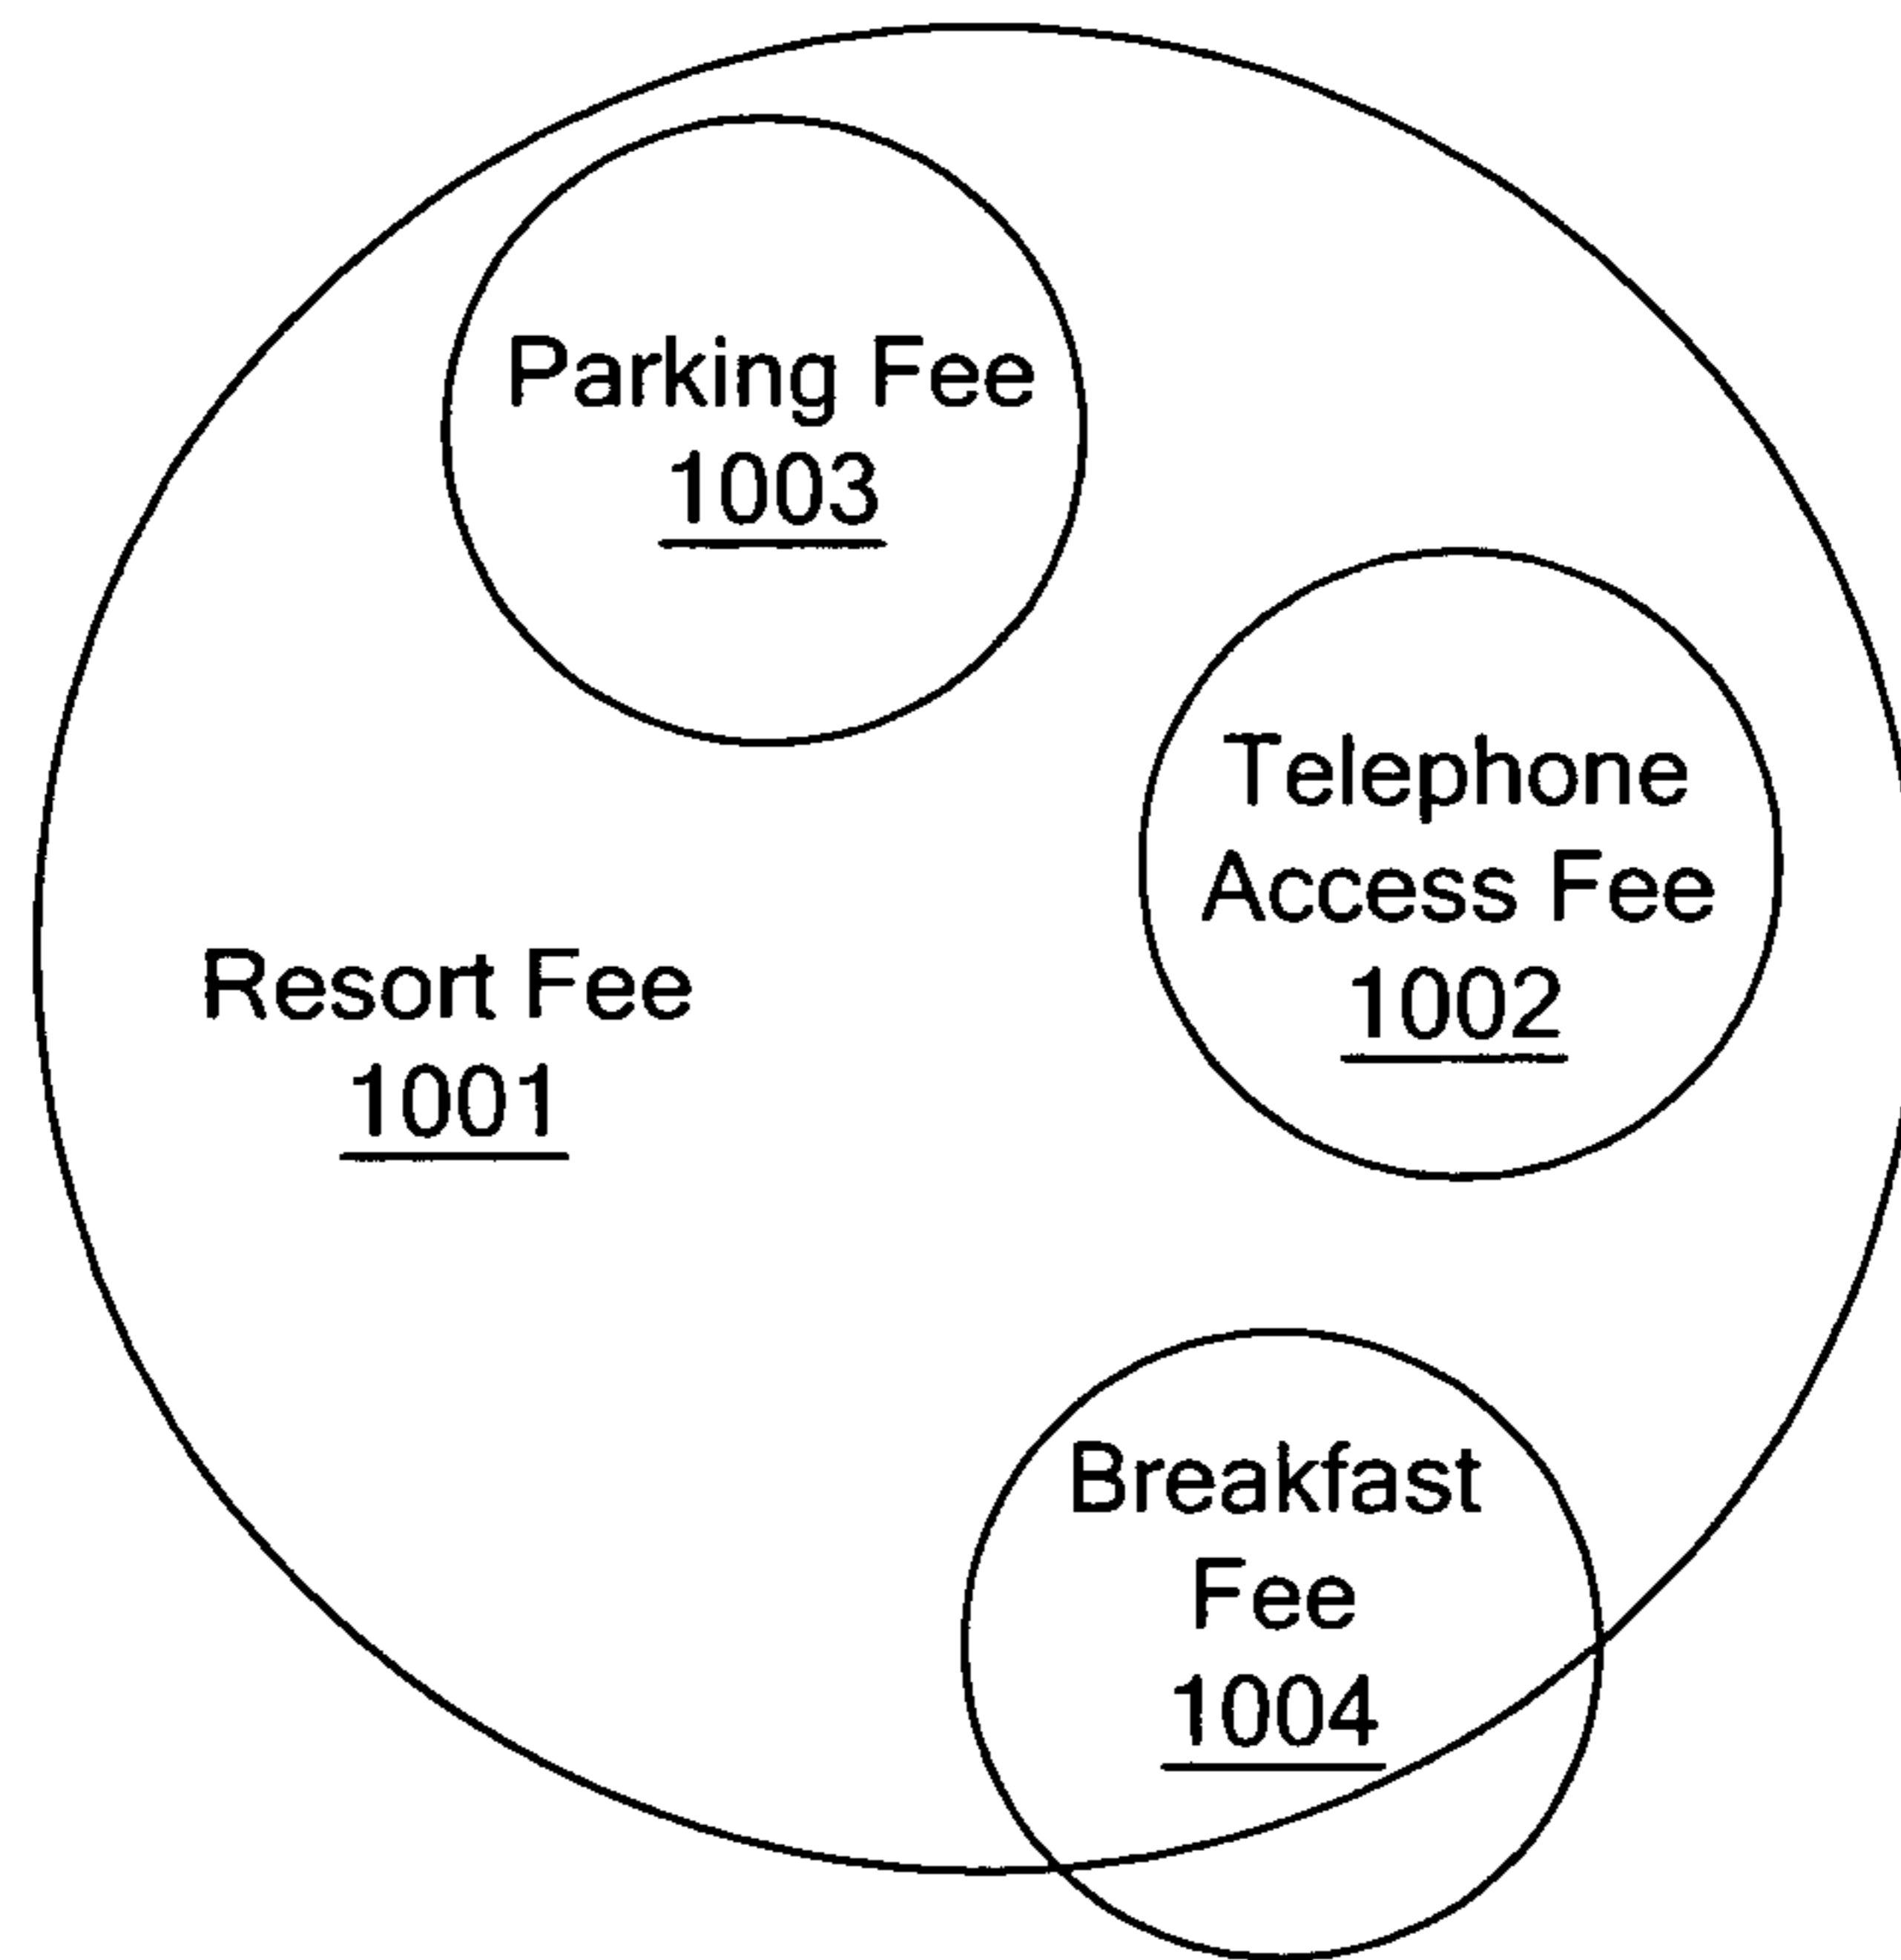 Parking Fee
1003
Telephone
Access Fee
1002
Resort Fee
1001
Breakfast
Fee
1004